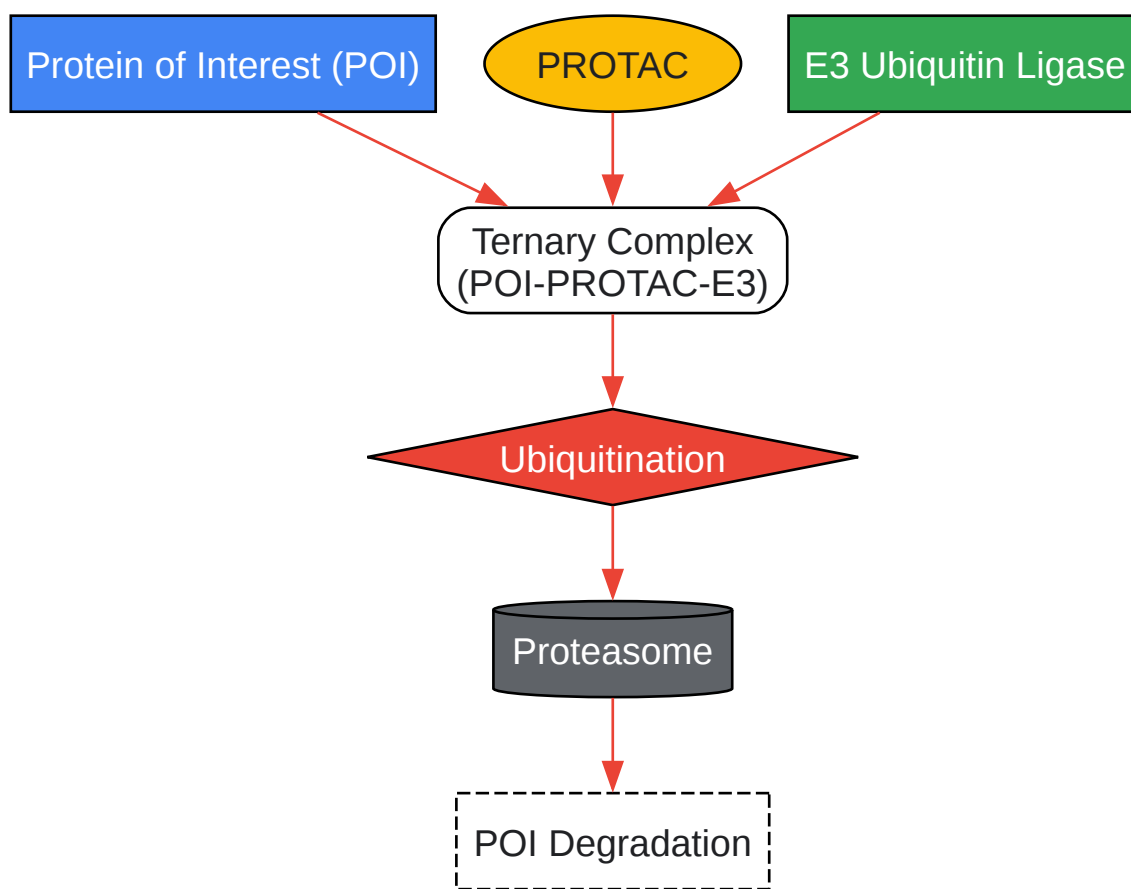 Protein of Interest (POI)
PROTAC
E3 Ubiquitin Ligase
Ternary Complex
(POI-PROTAC-E3)
Ubiquitination
Proteasome
POI Degradation